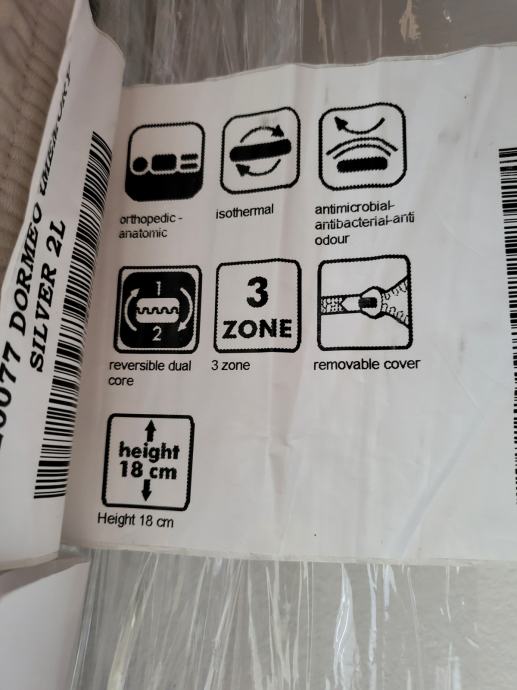 orthopedic -
anatomic
isothermal
antimicrobial-
antibacterial-anti
odour
1
2
reversible dual
core
3
ZONE
3 zone
removable cover
height
18 cm
Height 18 cm
DORMEO
SILVER 2L